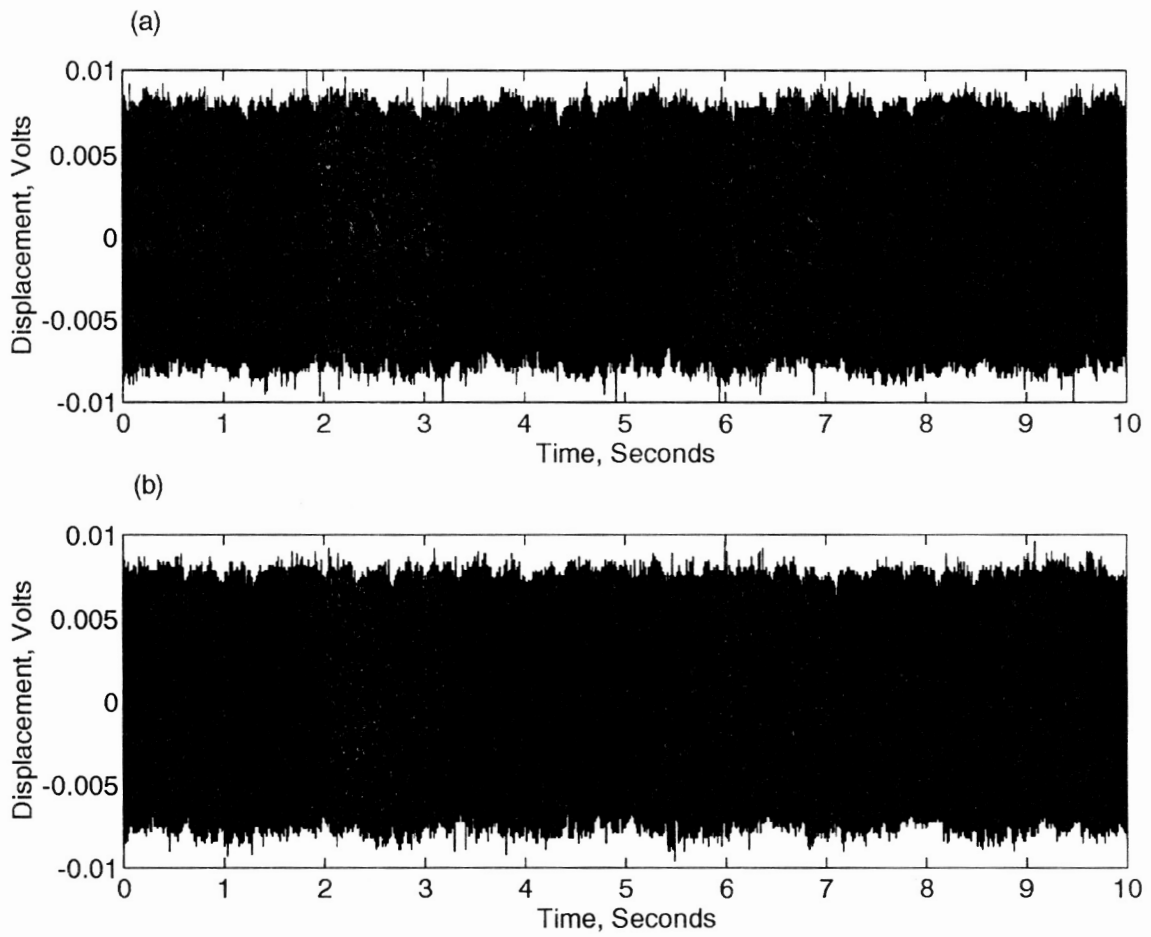 (a)
Displacement, Volts
0.01
0.005
0
-0.005
-0.01
0 1 2 3 4 5 6 7 8 9 10
Time, Seconds
(b)
Displacement, Volts
0.01
0.005
0
-0.005
-0.01
0 1 2 3 4 5 6 7 8 9 10
Time, Seconds